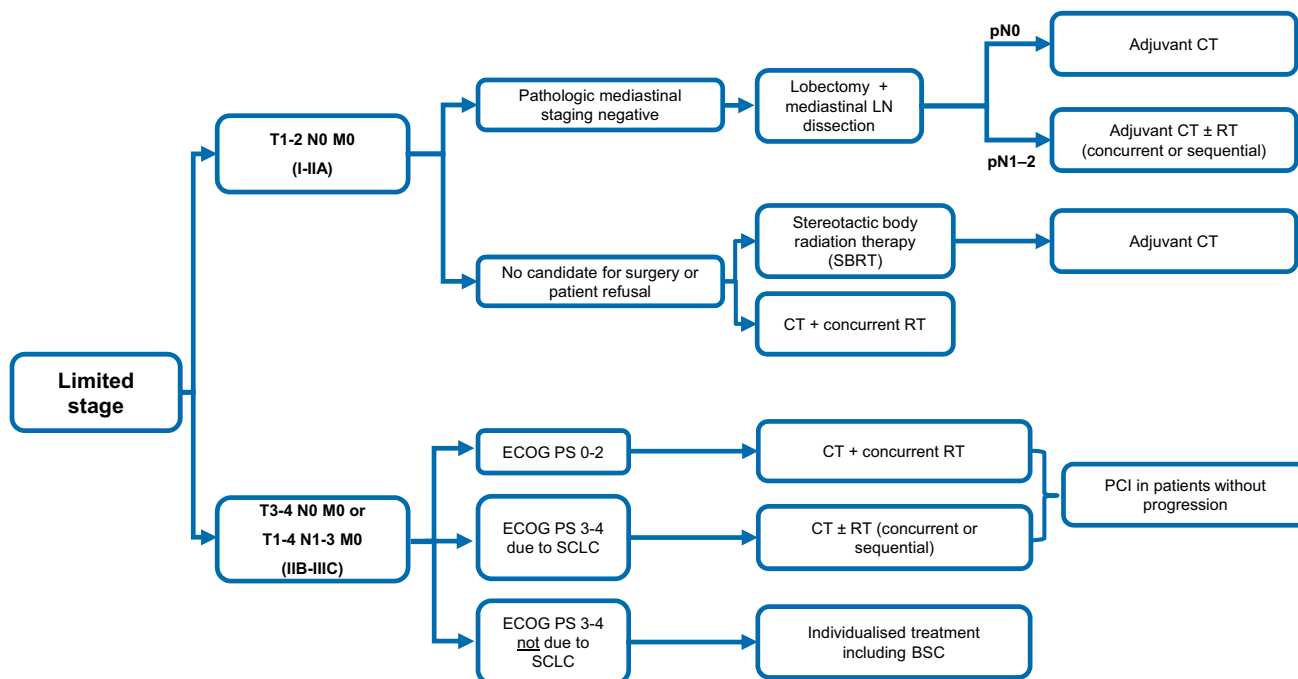 Limited
stage
T1-2 N0 M0
(I-IIA)
Pathologic mediastinal
staging negative
Lobectomy +
mediastinal LN
dissection
pN0
Adjuvant CT
pN1–2
Adjuvant CT ± RT
(concurrent or sequential)
No candidate for surgery or
patient refusal
Stereotactic body
radiation therapy
(SBRT)
Adjuvant CT
CT + concurrent RT
T3-4 N0 M0 or
T1-4 N1-3 M0
(IIB-IIIC)
ECOG PS 0-2
CT + concurrent RT
ECOG PS 3-4
due to SCLC
CT ± RT (concurrent or
sequential)
PCI in patients without
progression
ECOG PS 3-4
not due to
SCLC
Individualised treatment
including BSC